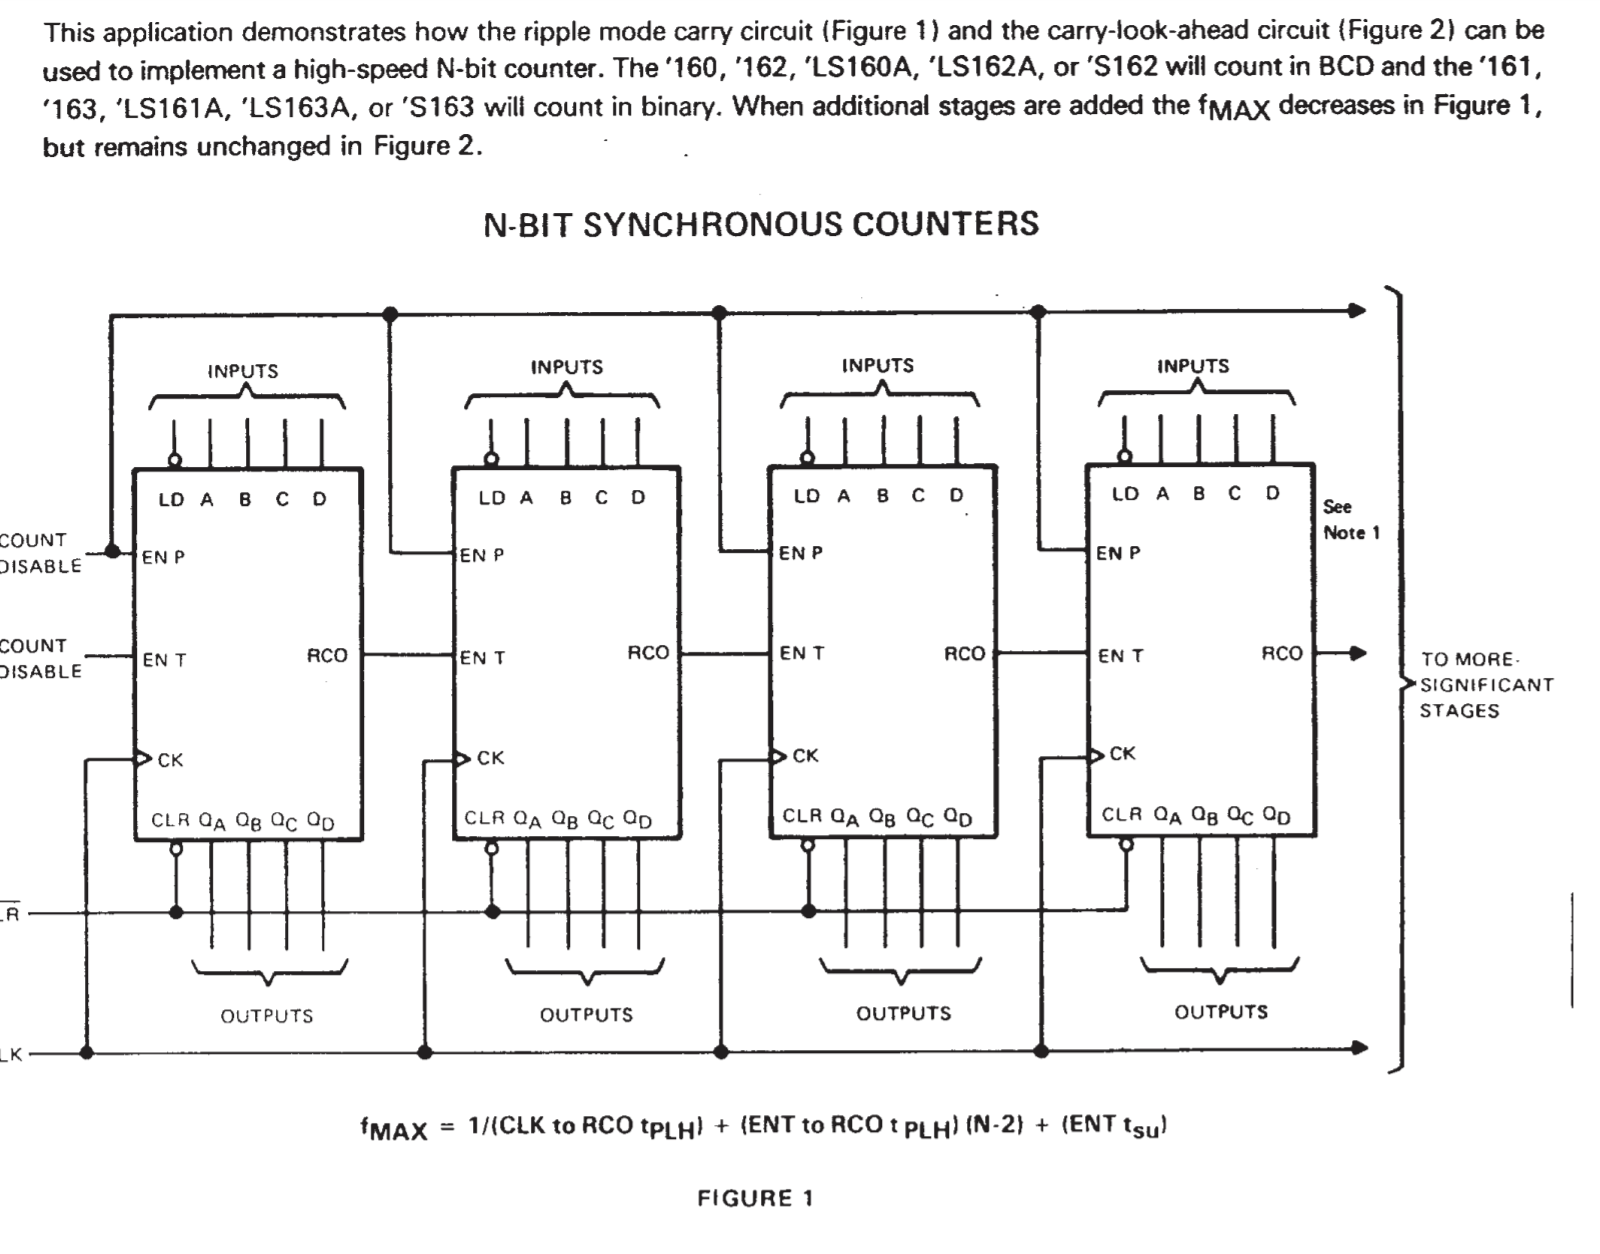 This application demonstrates how the ripple mode carry circuit (Figure 1) and the carry-look-ahead circuit (Figure 2) can be
used to implement a high-speed N-bit counter. The '160, '162, 'LS160A, 'LS162A, or 'S162 will count in BCD and the '161,
'163, 'LS161A, 'LS163A, or 'S163 will count in binary. When additional stages are added the fMAX decreases in Figure 1,
but remains unchanged in Figure 2.
N-BIT SYNCHRONOUS COUNTERS
INPUTS INPUTS INPUTS INPUTS
LD A B C D LD A B C D LD A B C D LD A B C D
See
Note 1
COUNT
DISABLE
EN P EN P EN P EN P
COUNT
DISABLE
EN T RCO EN T RCO EN T RCO EN T RCO
TO MORE-
SIGNIFICANT
STAGES
CK CK CK CK
CLR QA QB QC QD CLR QA QB QC QD CLR QA QB QC QD CLR QA QB QC QD
LR
OUTPUTS OUTPUTS OUTPUTS OUTPUTS
LK
fMAX = 1/(CLK to RCO tPLH) + (ENT to RCO t PLH) (N-2) + (ENT tsu)
FIGURE 1